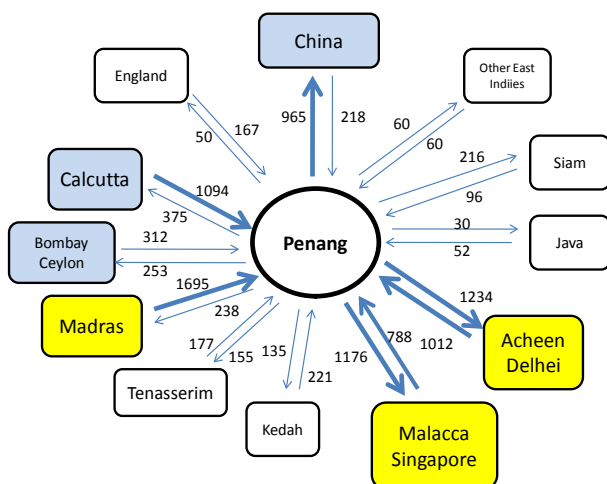 China
England
Other East
Indiies
167
965
218
50
60
60
216
Siam
96
Calcutta
1094
375
30
Java
52
Bombay
Ceylon
312
253
Penang
1695
238
Madras
1234
Acheen
Delhei
1012
788
1176
177
155
135
221
Tenasserim
Kedah
Malacca
Singapore